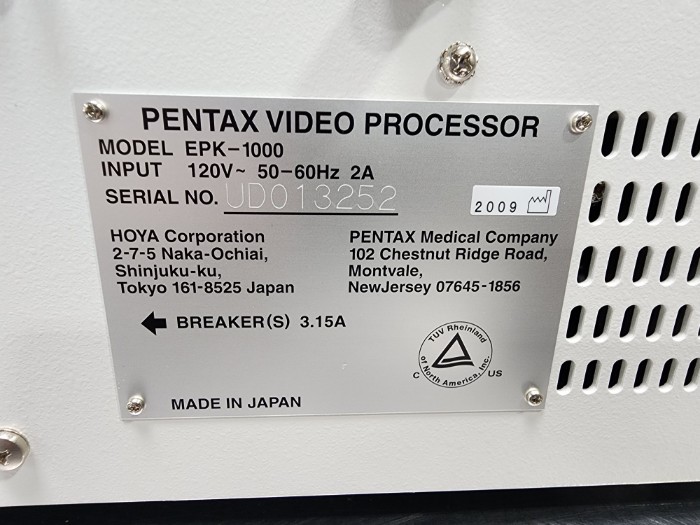 PENTAX VIDEO PROCESSOR
MODEL EPK-1000
INPUT 120V~ 50-60Hz 2A
SERIAL NO. UD013252
2009
HOYA Corporation
2-7-5 Naka-Ochiai,
Shinjuku-ku,
Tokyo 161-8525 Japan
PENTAX Medical Company
102 Chestnut Ridge Road,
Montvale,
NewJersey 07645-1856
BREAKER(S) 3.15A
TUV Rheinland
of North America, Inc.
C US
MADE IN JAPAN